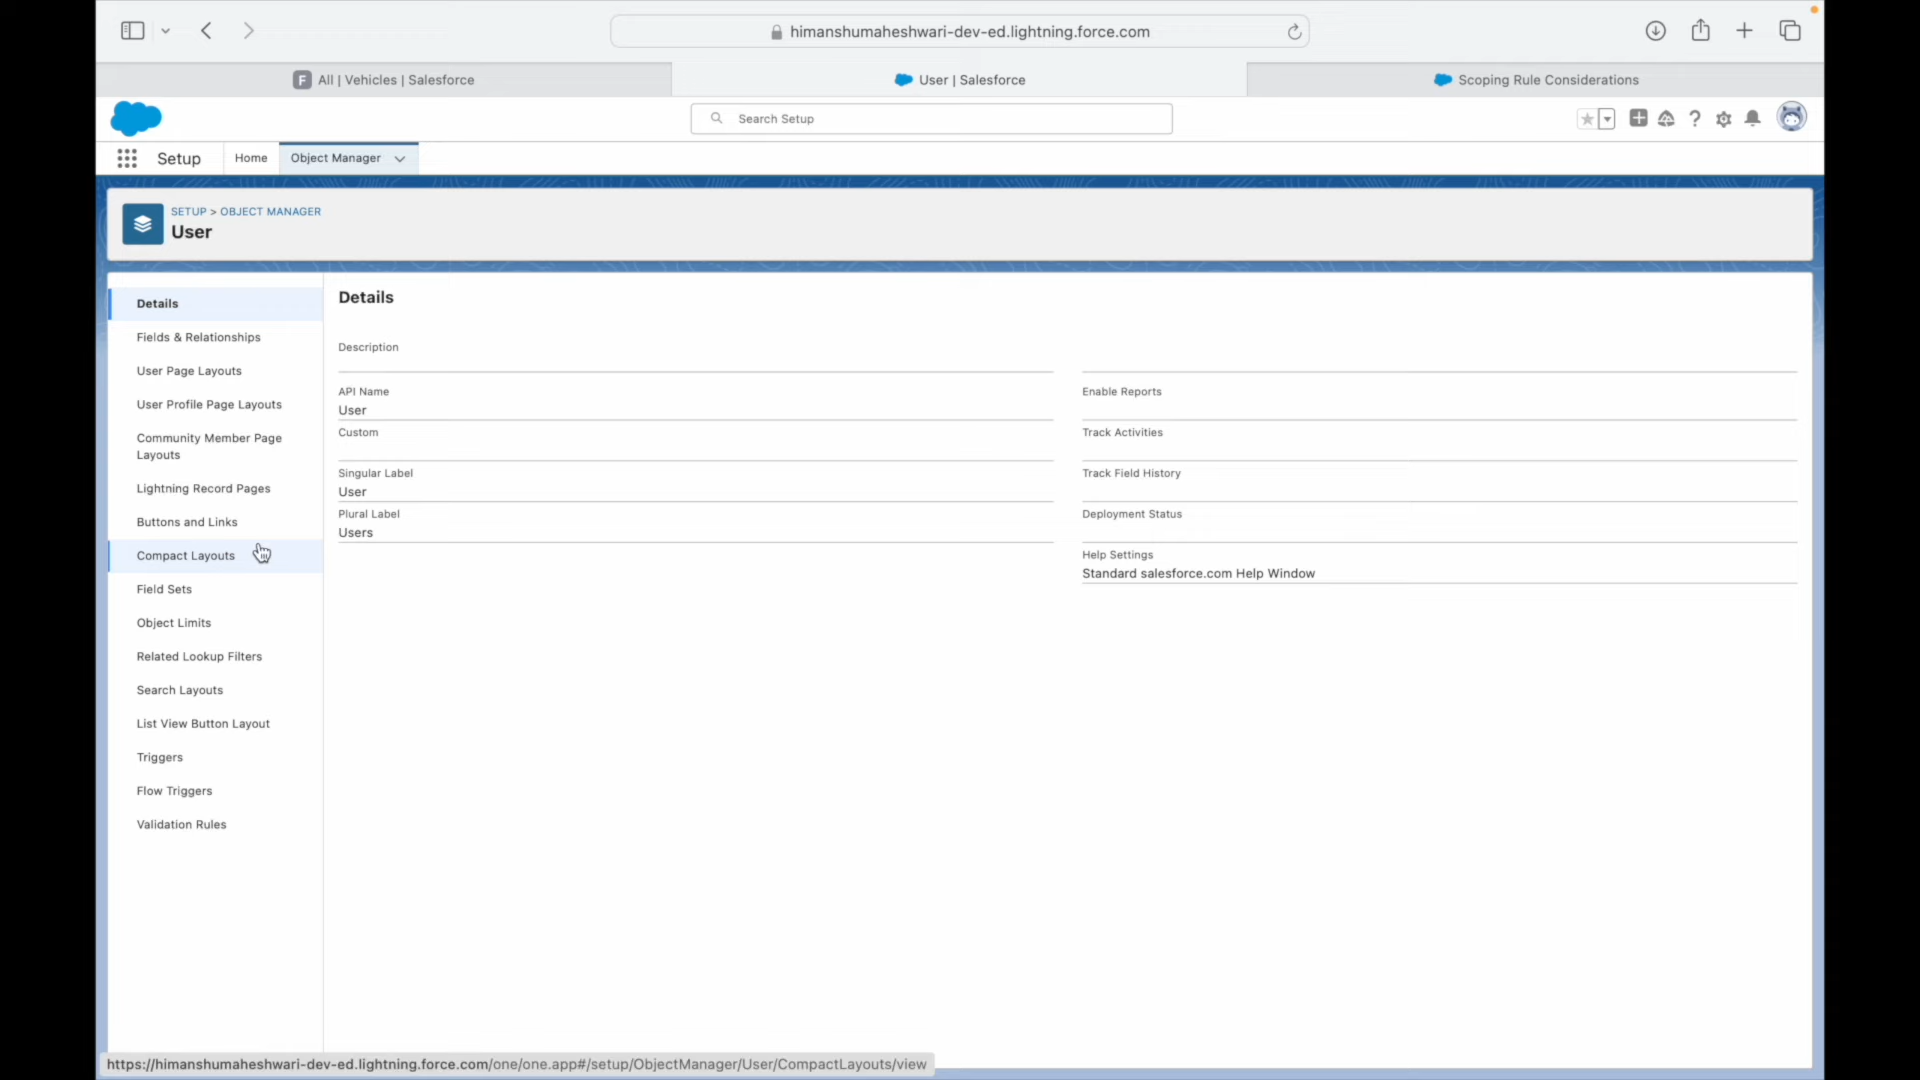 himanshumaheshwari-dev-ed.lightning.force.com
F All | Vehicles | Salesforce
User | Salesforce
Scoping Rule Considerations
Search Setup
Setup
Home
Object Manager
SETUP > OBJECT MANAGER
User
Details
Fields & Relationships
User Page Layouts
User Profile Page Layouts
Community Member Page
Layouts
Lightning Record Pages
Buttons and Links
Compact Layouts
Field Sets
Object Limits
Related Lookup Filters
Search Layouts
List View Button Layout
Triggers
Flow Triggers
Validation Rules
Details
Description
API Name
User
Custom
Singular Label
User
Plural Label
Users
Enable Reports
Track Activities
Track Field History
Deployment Status
Help Settings
Standard salesforce.com Help Window
https://himanshumaheshwari-dev-ed.lightning.force.com/one/one.app#/setup/ObjectManager/User/CompactLayouts/view